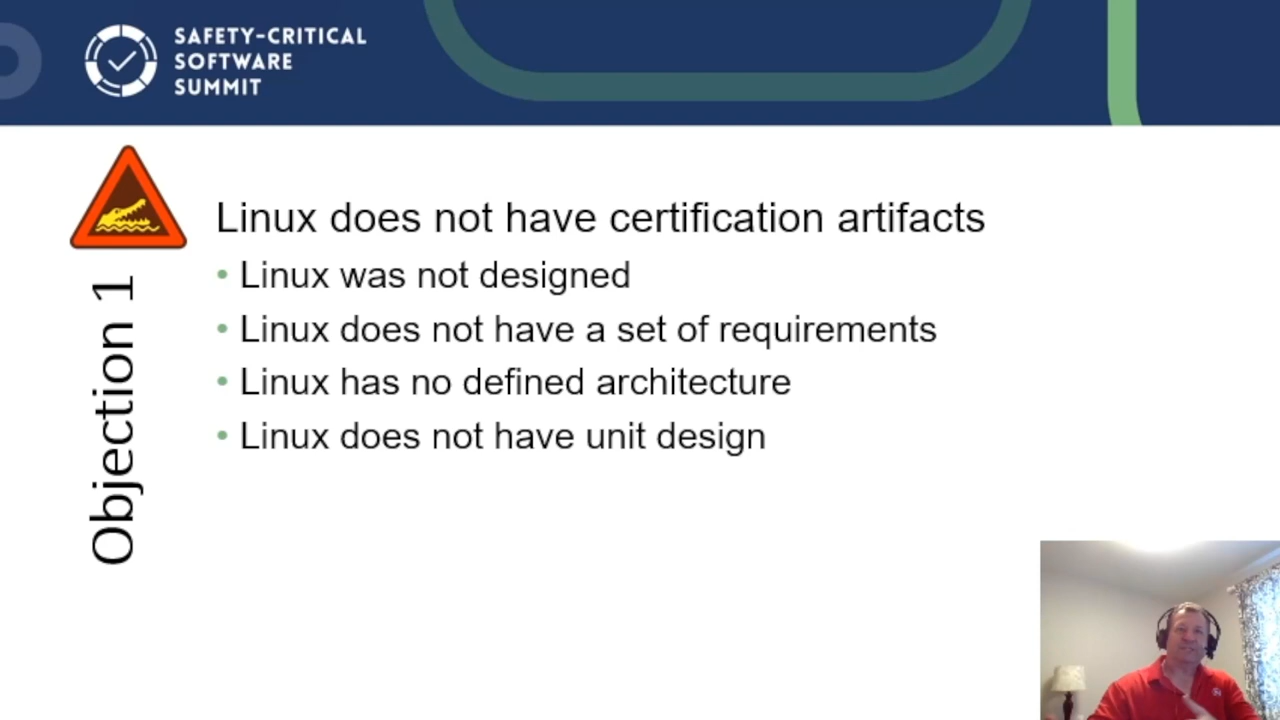 SAFETY-CRITICAL
SOFTWARE
SUMMIT
Objection 1
Linux does not have certification artifacts
• Linux was not designed
• Linux does not have a set of requirements
• Linux has no defined architecture
• Linux does not have unit design